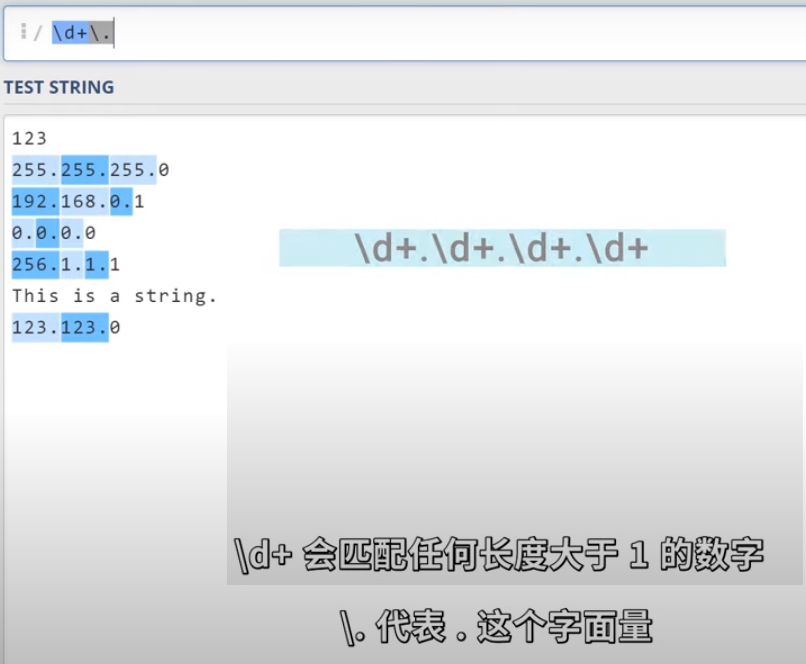 / \d+\.
TEST STRING
123
255.255.255.0
192.168.0.1
0.0.0.0
256.1.1.1
This is a string.
123.123.0
\d+.\d+.\d+.\d+
\d+ 会匹配任何长度大于 1 的数字
\. 代表 . 这个字面量